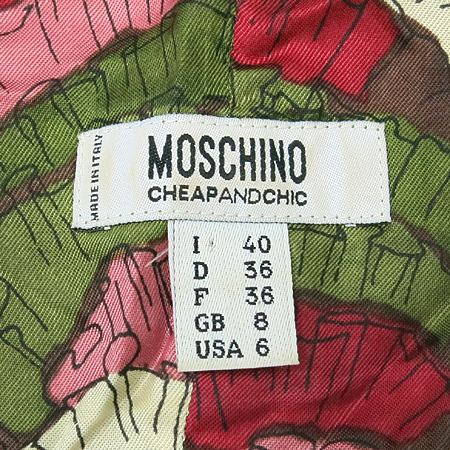 MADE IN ITALY
MOSCHINO
CHEAPANDCHIC
I 40
D 36
F 36
GB 8
USA 6